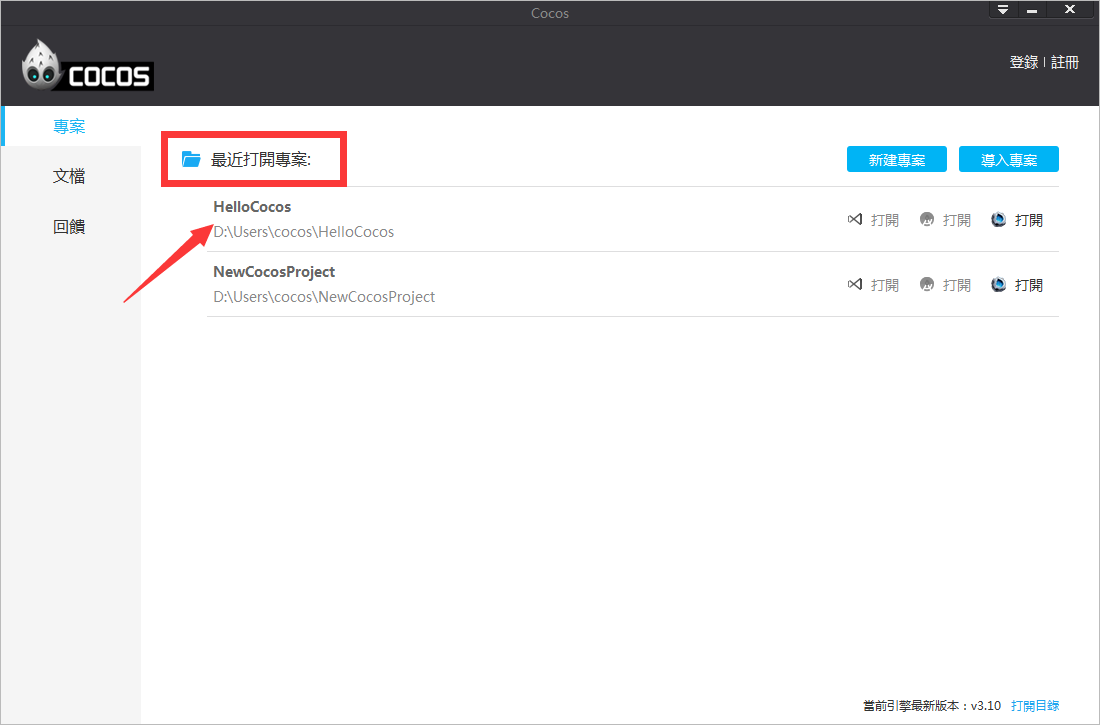 Cocos
COCOS
登錄 | 註冊
專案
文檔
回饋
最近打開專案:
新建專案 導入專案
HelloCocos
D:\Users\cocos\HelloCocos
打開 打開 打開
NewCocosProject
D:\Users\cocos\NewCocosProject
打開 打開 打開
當前引擎最新版本：v3.10 打開目錄